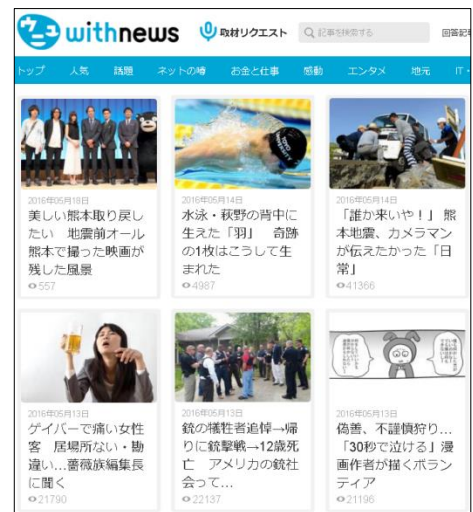 ウニュ withnews 取材リクエスト 記事を検索する 回答記
トップ 人気 話題 ネットの噂 お金と仕事 感動 エンタメ 地元 IT・
2016年05月18日
美しい熊本取り戻し
たい 地震前オール
熊本で撮った映画が
残した風景
557
2016年05月14日
水泳・萩野の背中に
生えた「羽」 奇跡
の1枚はこうして生
まれた
4987
2016年05月14日
「誰か来いや!」 熊
本地震、カメラマン
が伝えたかった「日
常」
41366
2016年05月13日
ゲイバーで痛い女性
客 居場所ない・勘
違い…薔薇族編集長
に聞く
21790
2016年05月13日
銃の犠牲者追悼→帰
りに銃撃戦→12歳死
亡 アメリカの銃社
会って…
22137
2016年05月13日
偽善、不謹慎狩り…
「30秒で泣ける」漫
画作者が描くボラン
ティア
21196